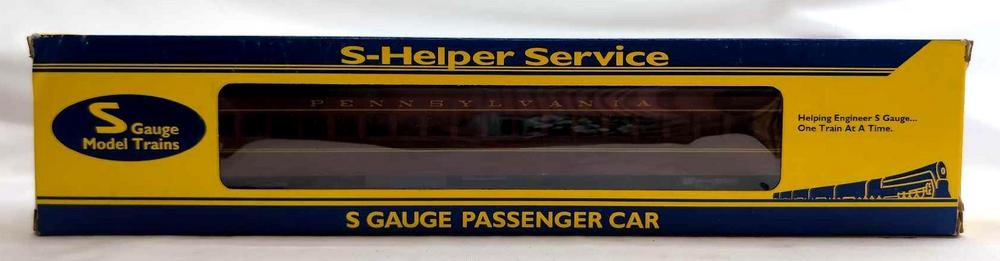 S-Helper Service
S Gauge
Model Trains
PENNSYLVANIA
Helping Engineer S Gauge...
One Train At A Time.
S GAUGE PASSENGER CAR